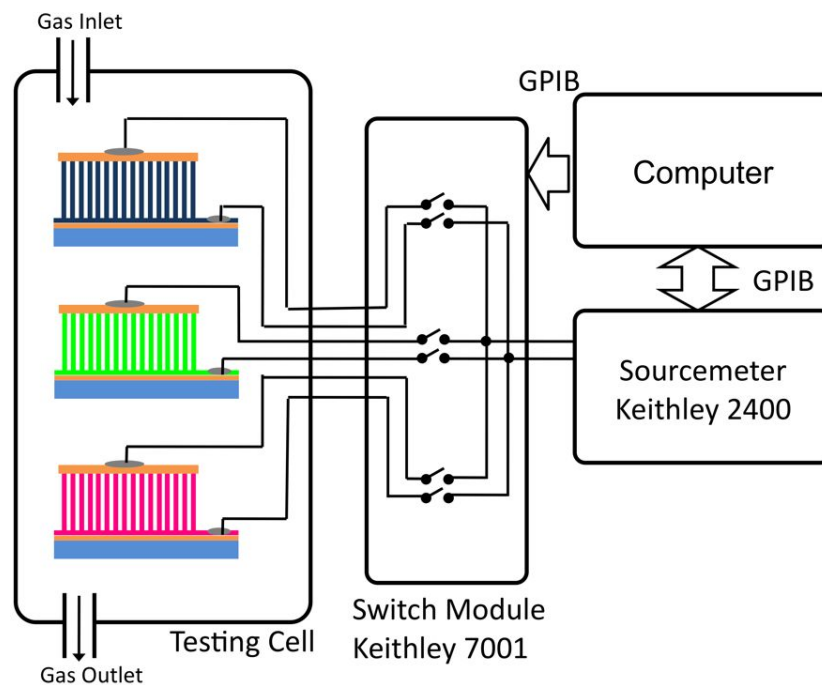 Gas Inlet
GPIB
Computer
GPIB
Sourcemeter
Keithley 2400
Switch Module
Keithley 7001
Testing Cell
Gas Outlet